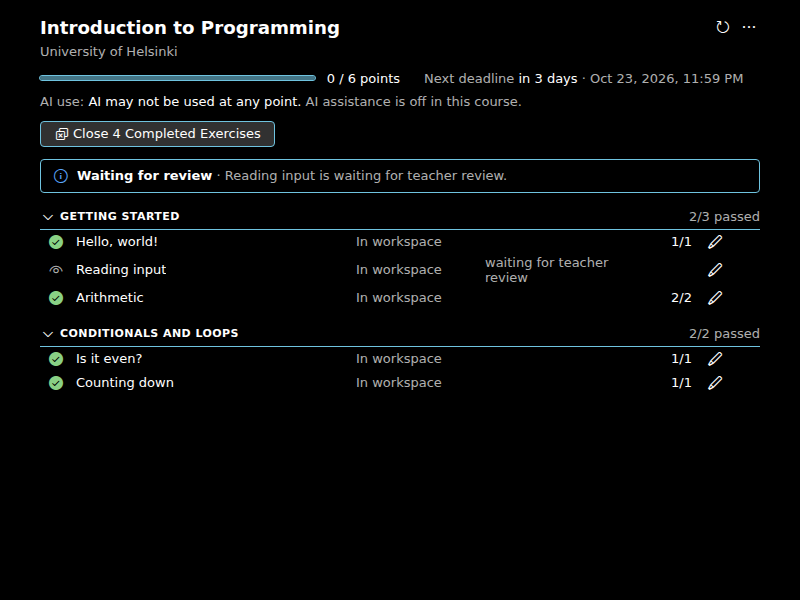 Introduction to Programming
University of Helsinki
0 / 6 points Next deadline in 3 days · Oct 23, 2026, 11:59 PM
AI use: AI may not be used at any point. AI assistance is off in this course.
Close 4 Completed Exercises
Waiting for review · Reading input is waiting for teacher review.
GETTING STARTED 2/3 passed
Hello, world! In workspace 1/1
Reading input In workspace waiting for teacher review
Arithmetic In workspace 2/2
CONDITIONALS AND LOOPS 2/2 passed
Is it even? In workspace 1/1
Counting down In workspace 1/1